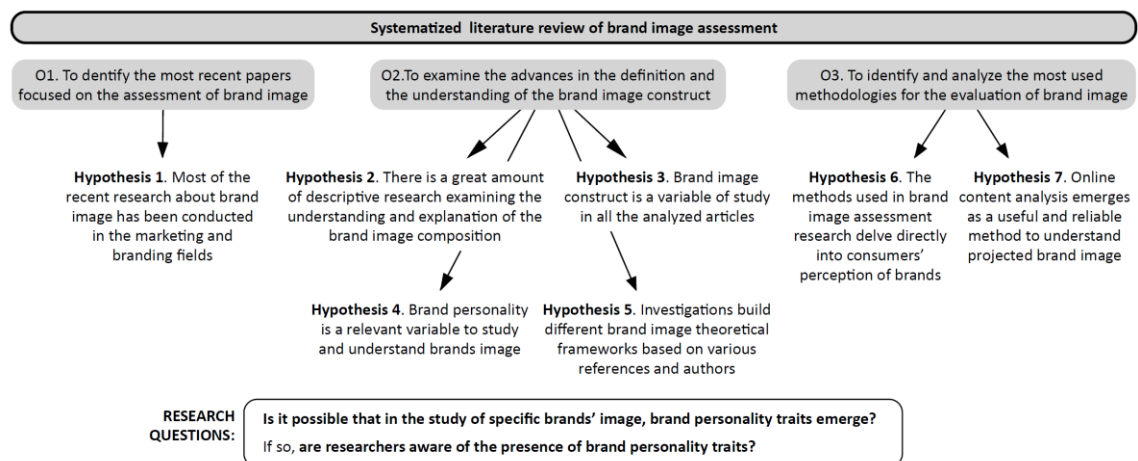 Systematized literature review of brand image assessment
O1. To dentify the most recent papers
focused on the assessment of brand image
O2.To examine the advances in the definition and
the understanding of the brand image construct
O3. To identify and analyze the most used
methodologies for the evaluation of brand image
Hypothesis 1. Most of the
recent research about brand
image has been conducted
in the marketing and
branding fields
Hypothesis 2. There is a great amount
of descriptive research examining the
understanding and explanation of the
brand image composition
Hypothesis 3. Brand image
construct is a variable of study
in all the analyzed articles
Hypothesis 4. Brand personality
is a relevant variable to study
and understand brands image
Hypothesis 5. Investigations build
different brand image theoretical
frameworks based on various
references and authors
Hypothesis 6. The
methods used in brand
image assessment
research delve directly
into consumers’
perception of brands
Hypothesis 7. Online
content analysis emerges
as a useful and reliable
method to understand
projected brand image
RESEARCH
QUESTIONS:
Is it possible that in the study of specific brands’ image, brand personality traits emerge?
If so, are researchers aware of the presence of brand personality traits?